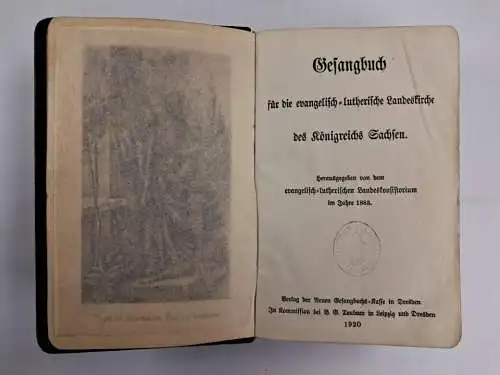 Gesangbuch
für die evangelisch-lutherische Landeskirche
des Königreichs Sachsen.
Herausgegeben von dem
evangelisch-lutherischen Landeskonsistorium
im Jahre 1883.
Verlag der Neuen Gesangbuchs-Kasse in Dresden
In Kommission bei B. G. Teubner in Leipzig und Dresden
1920